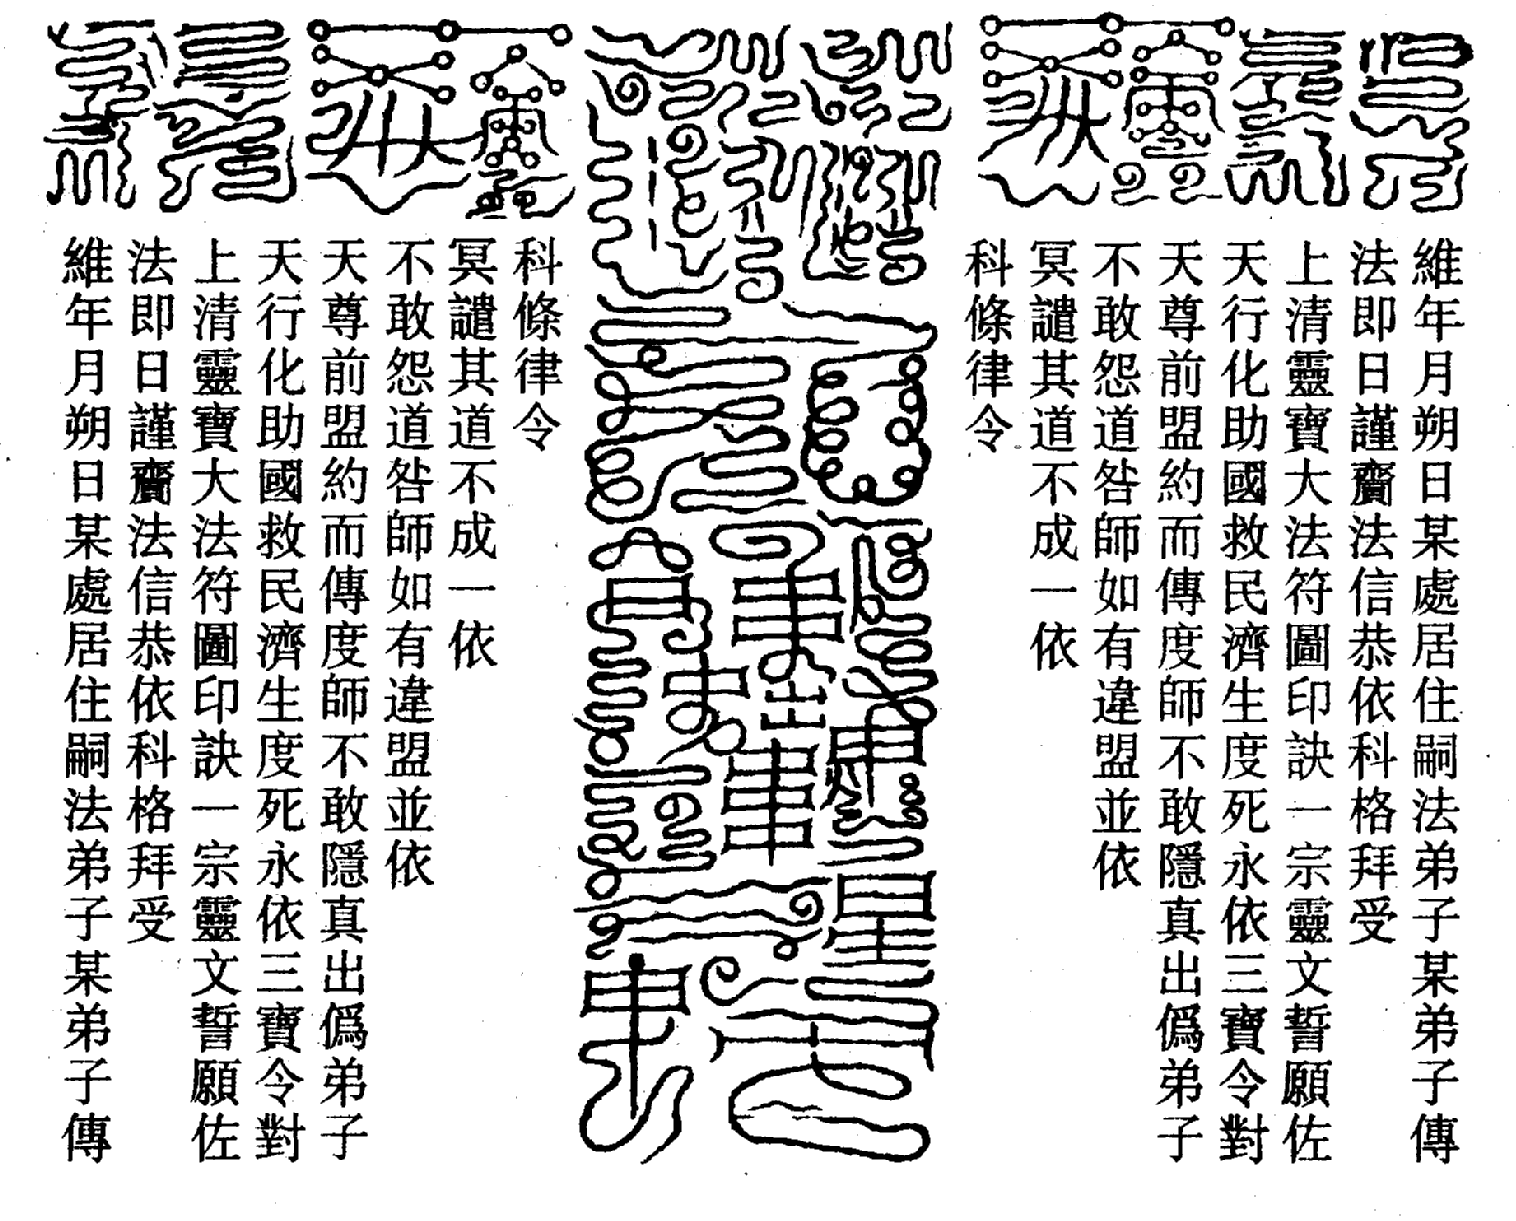 維年月朔日某處居住嗣法弟子某弟子傳
法即日謹齎法信恭依科格拜受
上清靈寶大法符圖印訣一宗靈文誓願佐
天行化助國救民濟生度死永依三寶令對
天尊前盟約而傳度師不敢隱真出僞弟子
不敢怨道咎師如有違盟並依
冥譴其道不成一依
科條律令
維年月朔日某處居住嗣法弟子某弟子傳
法即日謹齎法信恭依科格拜受
上清靈寶大法符圖印訣一宗靈文誓願佐
天行化助國救民濟生度死永依三寶令對
天尊前盟約而傳度師不敢隱真出僞弟子
不敢怨道咎師如有違盟並依
冥譴其道不成一依
科條律令